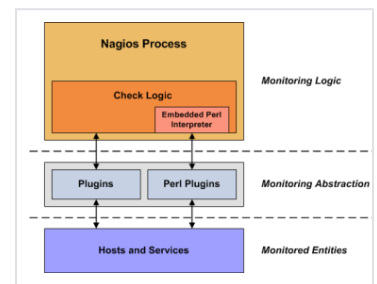 Nagios Process
Monitoring Logic
Check Logic
Embedded Perl
Interpreter
Plugins
Perl Plugins
Monitoring Abstraction
Hosts and Services
Monitored Entities